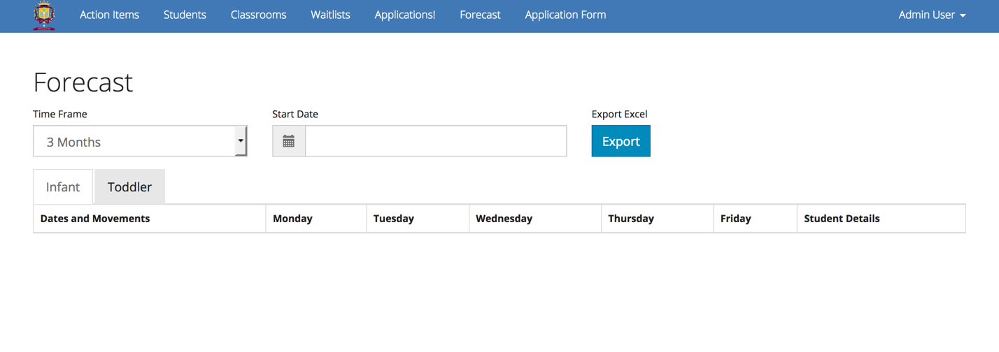 Action Items Students Classrooms Waitlists Applications! Forecast Application Form Admin User
Forecast
Time Frame Start Date Export Excel
3 Months Export
Infant Toddler
Dates and Movements Monday Tuesday Wednesday Thursday Friday Student Details